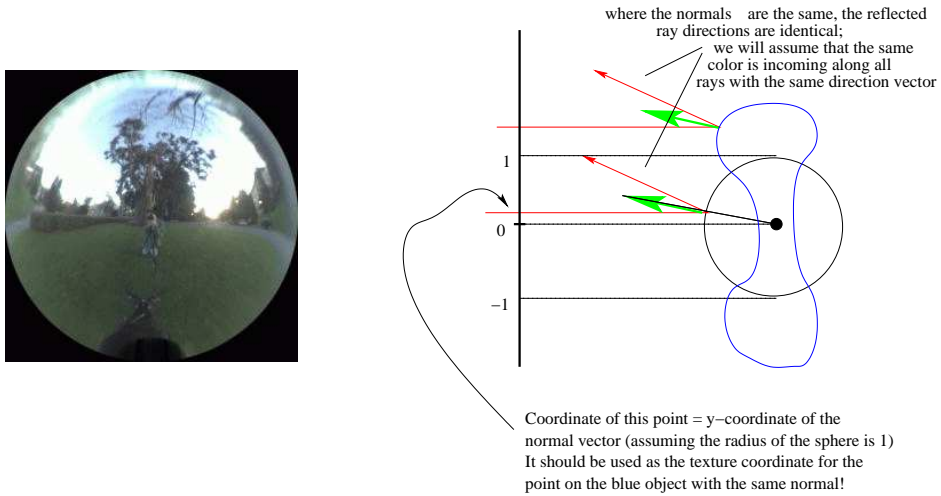 where the normals are the same, the reflected
ray directions are identical;
we will assume that the same
color is incoming along all
rays with the same direction vector
1
0
−1
Coordinate of this point = y−coordinate of the
normal vector (assuming the radius of the sphere is 1)
It should be used as the texture coordinate for the
point on the blue object with the same normal!